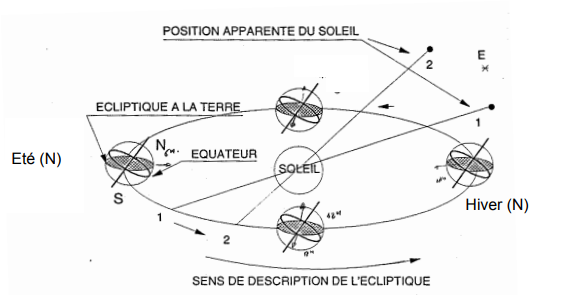 POSITION APPARENTE DU SOLEIL
E
2
ECLIPTIQUE A LA TERRE
1
N
Eté (N)
EQUATEUR
SOLEIL
S
Hiver (N)
1
2
SENS DE DESCRIPTION DE L'ECLIPTIQUE